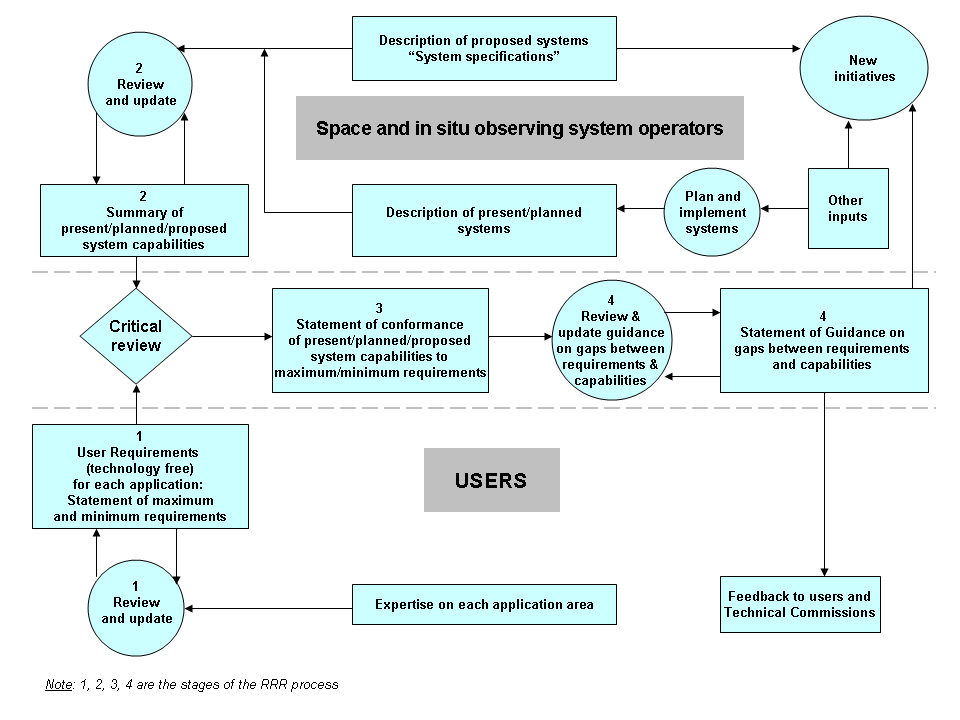 Description of proposed systems
“System specifications”
2
Review
and update
New
initiatives
Space and in situ observing system operators
2
Summary of
present/planned/proposed
system capabilities
Description of present/planned
systems
Plan and
implement
systems
Other
inputs
Critical
review
3
Statement of conformance
of present/planned/proposed
system capabilities to
maximum/minimum requirements
4
Review &
update guidance
on gaps between
requirements &
capabilities
4
Statement of Guidance on
gaps between requirements
and capabilities
1
User Requirements
(technology free)
for each application:
Statement of maximum
and minimum requirements
USERS
1
Review
and update
Expertise on each application area
Feedback to users and
Technical Commissions
Note: 1, 2, 3, 4 are the stages of the RRR process